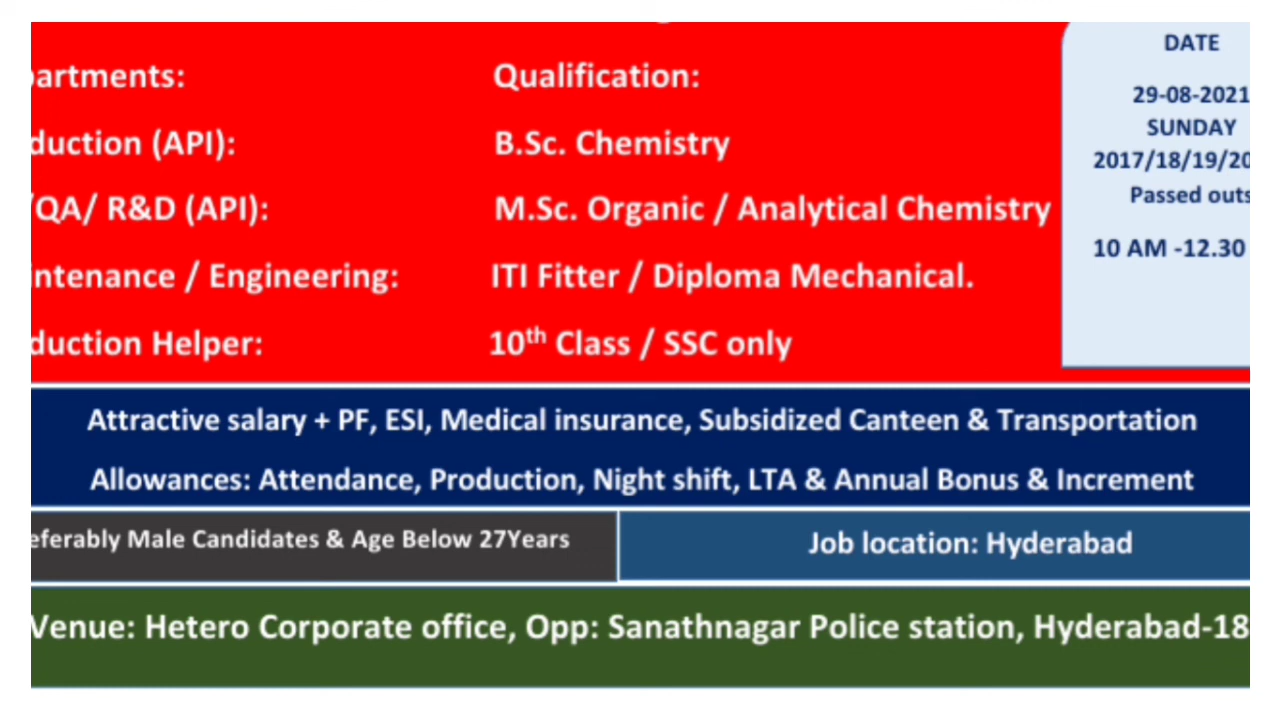 artments:
Qualification:
duction (API):
B.Sc. Chemistry
/QA/ R&D (API):
M.Sc. Organic / Analytical Chemistry
intenance / Engineering:
ITI Fitter / Diploma Mechanical.
duction Helper:
10th Class / SSC only
DATE
29-08-2021
SUNDAY
2017/18/19/20
Passed outs
10 AM -12.30
Attractive salary + PF, ESI, Medical insurance, Subsidized Canteen & Transportation
Allowances: Attendance, Production, Night shift, LTA & Annual Bonus & Increment
eferably Male Candidates & Age Below 27Years
Job location: Hyderabad
Venue: Hetero Corporate office, Opp: Sanathnagar Police station, Hyderabad-18